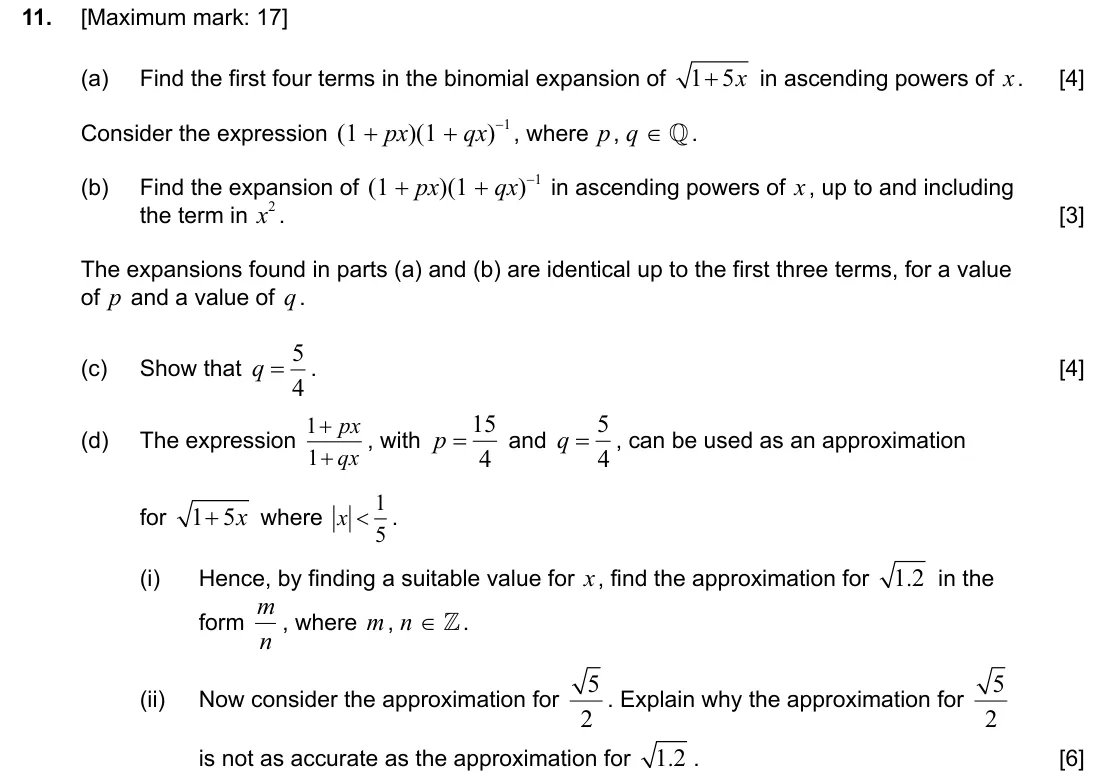 11. [Maximum mark: 17]
(a) Find the first four terms in the binomial expansion of √(1+5x) in ascending powers of x. [4]
Consider the expression (1 + px)(1 + qx)⁻¹, where p, q ∈ ℚ.
(b) Find the expansion of (1 + px)(1 + qx)⁻¹ in ascending powers of x, up to and including
the term in x². [3]
The expansions found in parts (a) and (b) are identical up to the first three terms, for a value
of p and a value of q.
(c) Show that q = 5/4. [4]
(d) The expression (1+ px)/(1+ qx), with p = 15/4 and q = 5/4, can be used as an approximation
for √(1+5x) where |x| < 1/5.
(i) Hence, by finding a suitable value for x, find the approximation for √1.2 in the
form m/n, where m, n ∈ ℤ.
(ii) Now consider the approximation for √5/2. Explain why the approximation for √5/2
is not as accurate as the approximation for √1.2. [6]